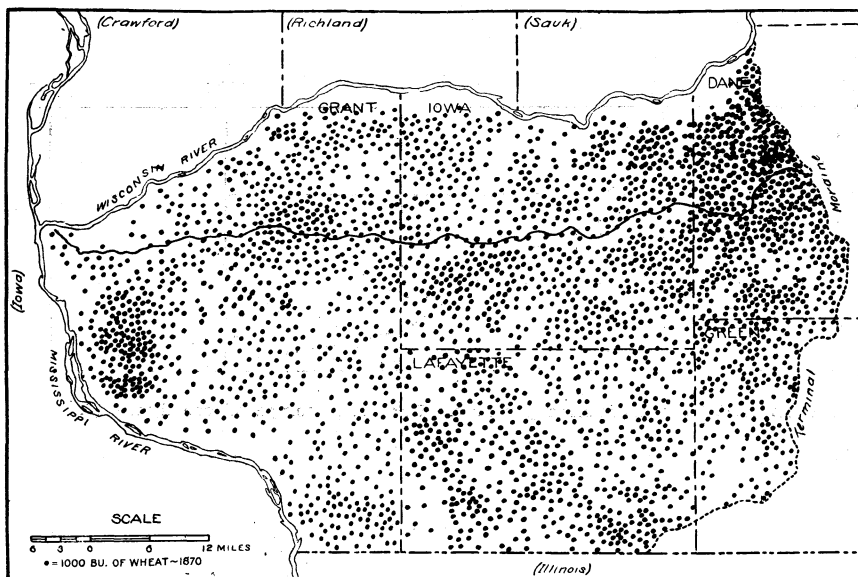 (Crawford)
(Richland)
(Sauk)
DANE
GRANT
IOWA
WISCONSIN RIVER
Moraine
(Iowa)
GREEN
LAFAYETTE
MISSISSIPPI
RIVER
Terminal
SCALE
6 3 0 6 12 MILES
• = 1000 BU. OF WHEAT ~ 1870
(Illinois)